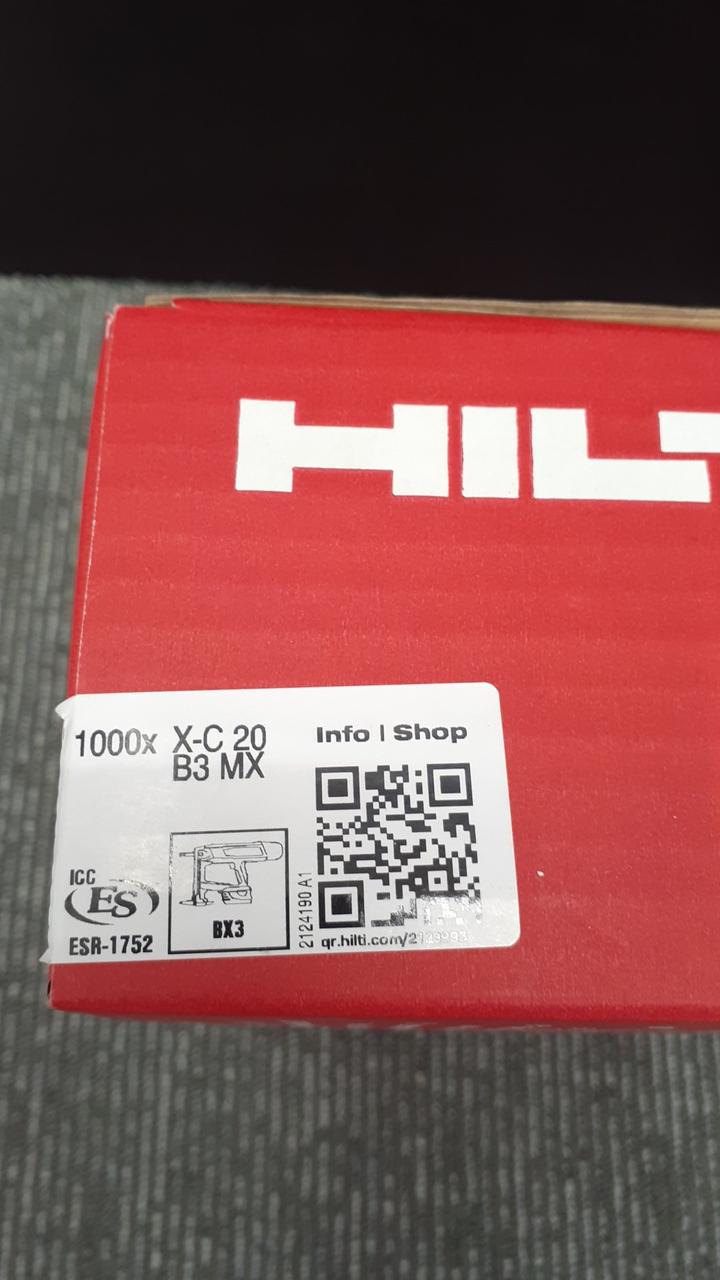 HILT
1000x X-C 20
B3 MX
Info | Shop
ICC
ES
ESR-1752
BX3
2124190 A1